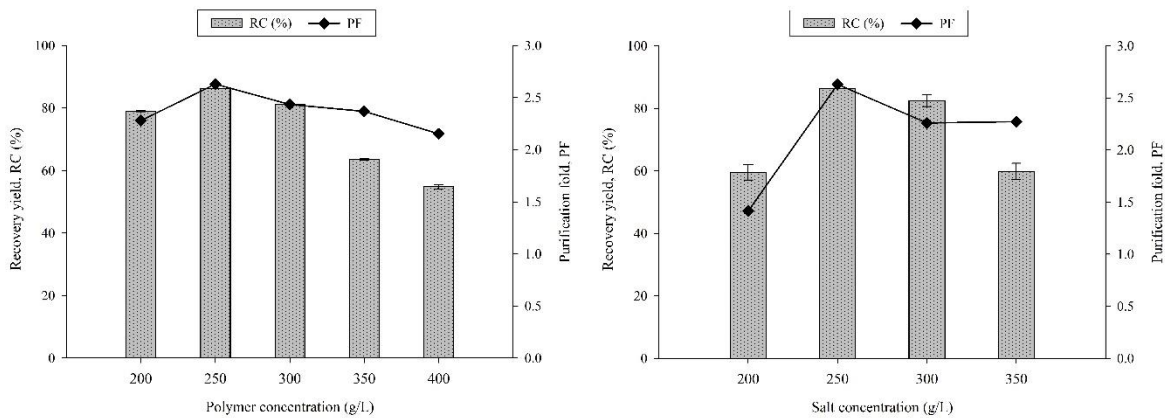 RC (%) PF
100
80
60
40
20
0
Recovery yield, RC (%)
3.0
2.5
2.0
1.5
1.0
0.5
0.0
Purification fold, PF
200 250 300 350 400
Polymer concentration (g/L)
RC (%) PF
100
80
60
40
20
0
Recovery yield, RC (%)
3.0
2.5
2.0
1.5
1.0
0.5
0.0
Purification fold, PF
200 250 300 350
Salt concentration (g/L)